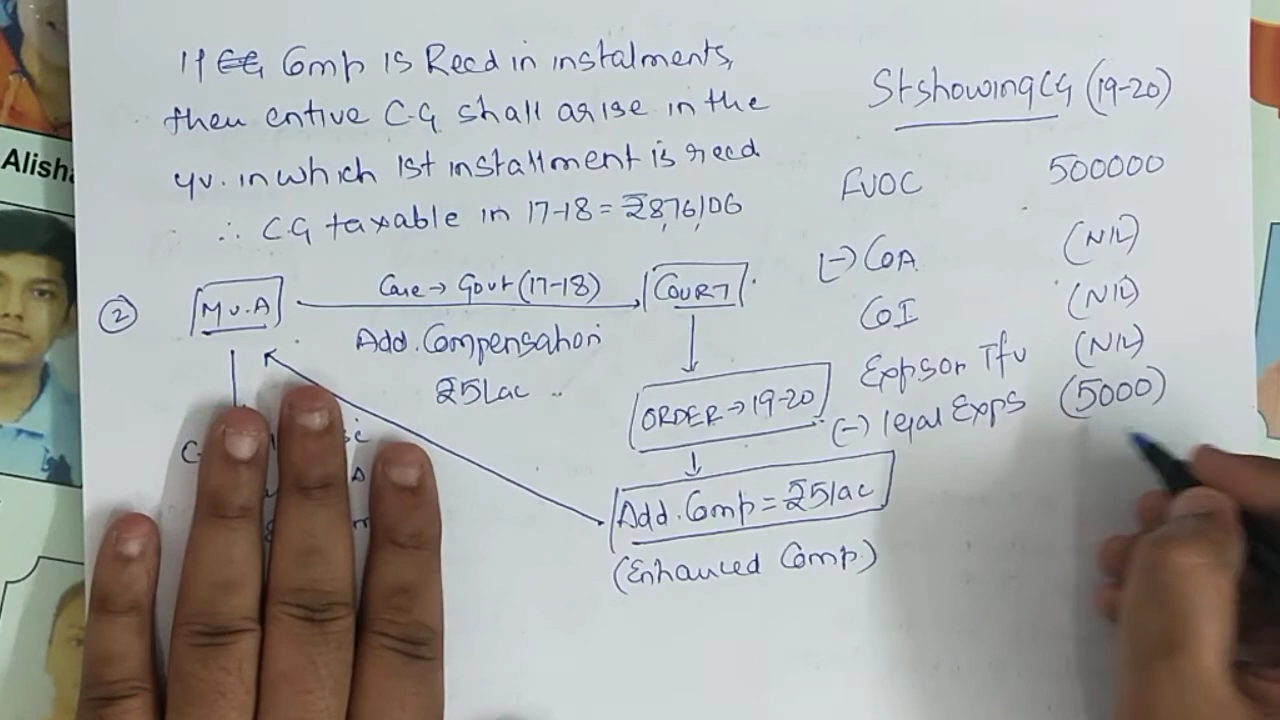 If Comp is Recd in instalments,
then entire C.G shall arise in the
yr. in which 1st installment is recd
∴ CG taxable in 17-18 = ₹876106
②
Mr. A
Case → Govt (17-18)
Add. Compensation
₹5 lac
COURT
ORDER → 19-20
Add. Comp = ₹5 lac
(Enhanced Comp.)
St showing CG (19-20)
FVOC 500000
(-) COA (NIL)
COI (NIL)
Exps on Tfr (NIL)
(-) legal Exps (5000)